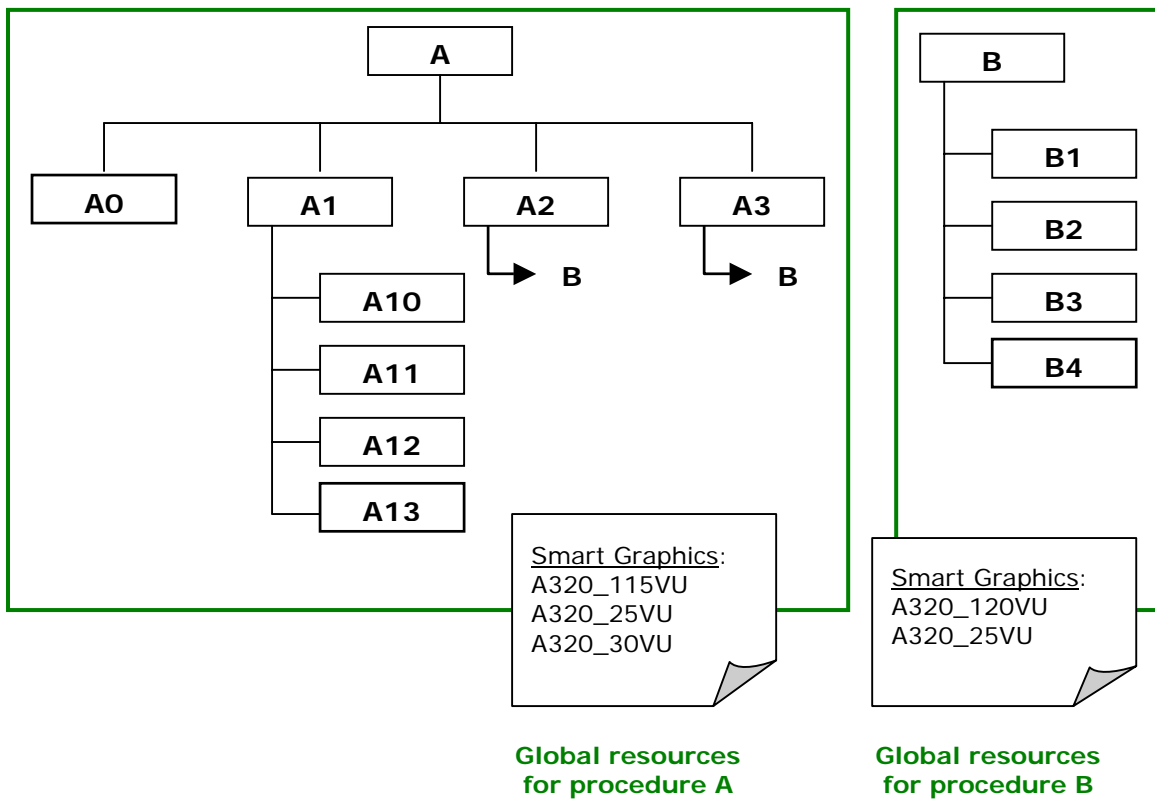 A
A0
A1
A2
A3
A10
A11
A12
A13
B
B
Smart Graphics:
A320_115VU
A320_25VU
A320_30VU
Global resources
for procedure A
B
B1
B2
B3
B4
Smart Graphics:
A320_120VU
A320_25VU
Global resources
for procedure B